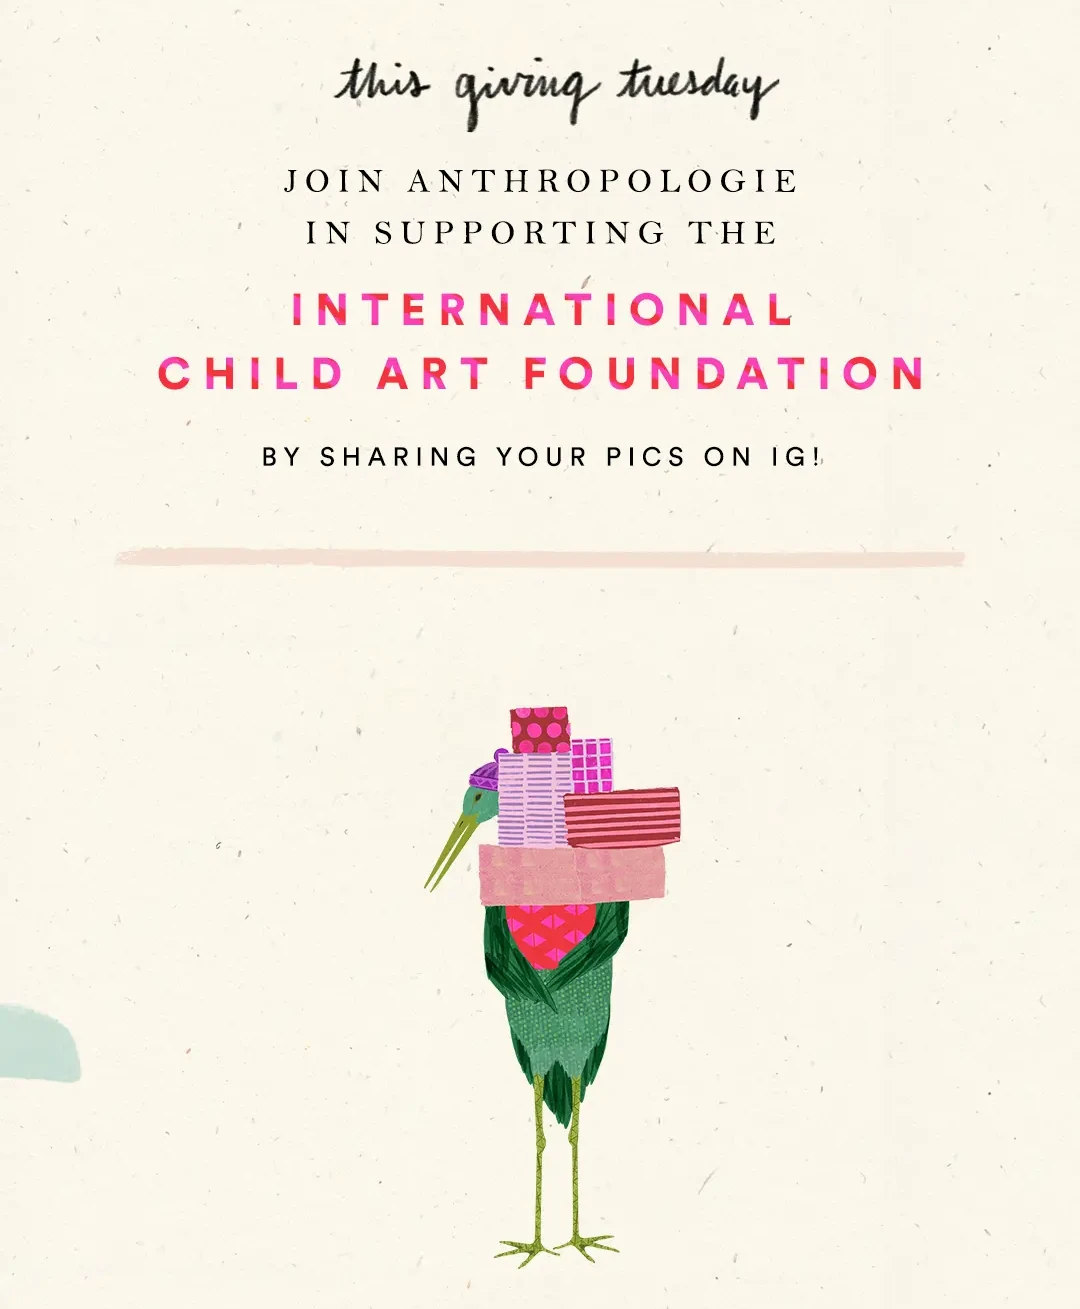 this giving tuesday
JOIN ANTHROPOLOGIE
IN SUPPORTING THE
INTERNATIONAL
CHILD ART FOUNDATION
BY SHARING YOUR PICS ON IG!